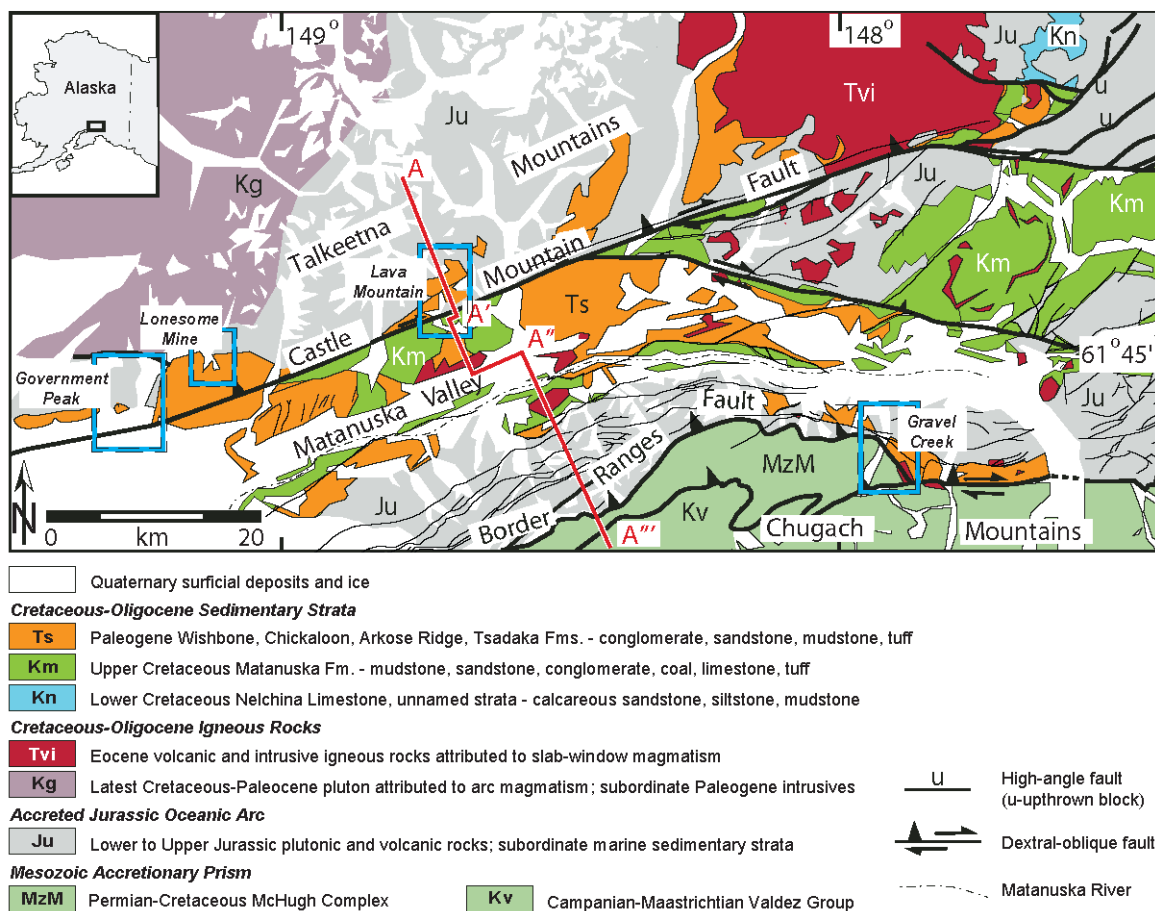 149°
148°
Ju
Kn
Alaska
Tvi
u
u
Ju
Mountains
Kg
A
Fault
Ju
Km
Talkeetna
Mountain
Lava
Mountain
Km
Lonesome
Mine
A'
Ts
Castle
Km
A"
61° 45'
Government
Peak
Matanuska Valley
Fault
Ju
Gravel
Creek
Ranges
MzM
N
Ju
Kv
Border
Chugach
Mountains
A'''
0 km 20
Quaternary surficial deposits and ice
Cretaceous-Oligocene Sedimentary Strata
Ts Paleogene Wishbone, Chickaloon, Arkose Ridge, Tsadaka Fms. - conglomerate, sandstone, mudstone, tuff
Km Upper Cretaceous Matanuska Fm. - mudstone, sandstone, conglomerate, coal, limestone, tuff
Kn Lower Cretaceous Nelchina Limestone, unnamed strata - calcareous sandstone, siltstone, mudstone
Cretaceous-Oligocene Igneous Rocks
Tvi Eocene volcanic and intrusive igneous rocks attributed to slab-window magmatism
Kg Latest Cretaceous-Paleocene pluton attributed to arc magmatism; subordinate Paleogene intrusives
Accreted Jurassic Oceanic Arc
Ju Lower to Upper Jurassic plutonic and volcanic rocks; subordinate marine sedimentary strata
Mesozoic Accretionary Prism
MzM Permian-Cretaceous McHugh Complex
Kv Campanian-Maastrichtian Valdez Group
u High-angle fault
(u-upthrown block)
Dextral-oblique fault
Matanuska River